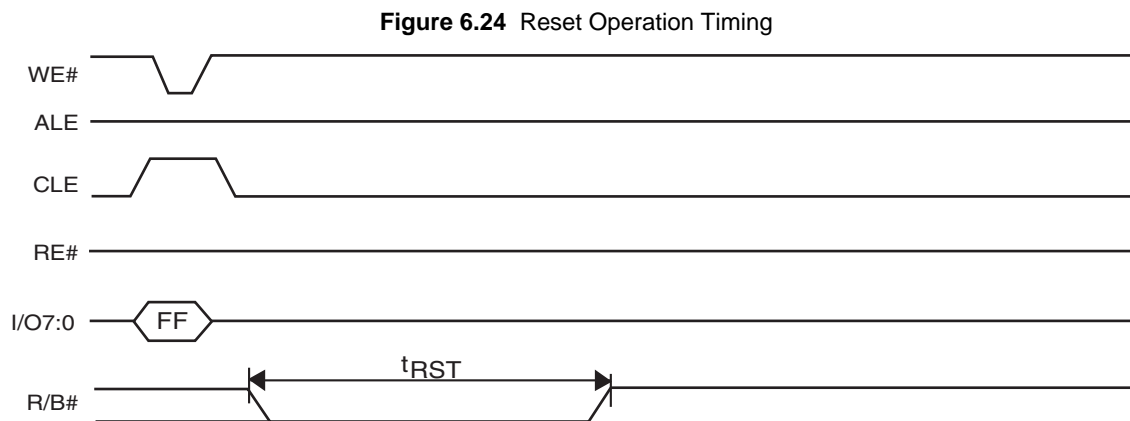 Figure 6.24 Reset Operation Timing
WE#
ALE
CLE
RE#
I/O7:0
FF
tRST
R/B#